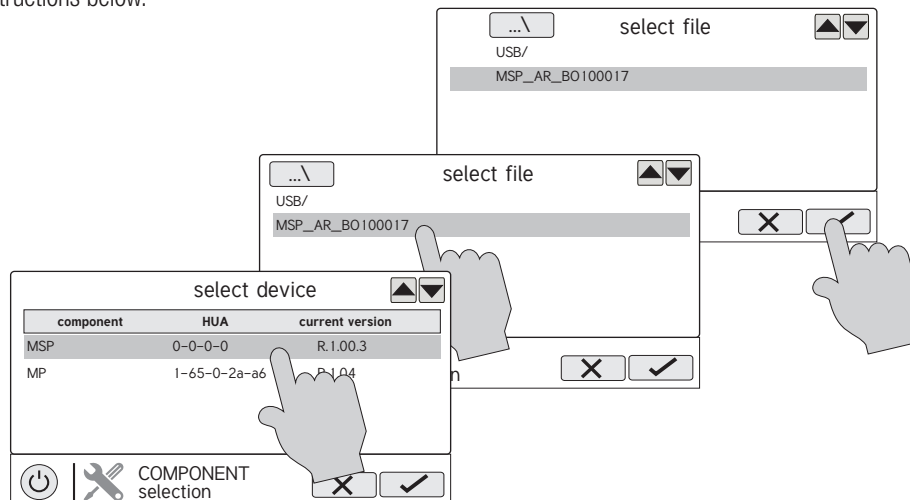 tructions below.
...\ select file
USB/
MSP_AR_BO100017
...\ select file
USB/
MSP_AR_BO100017
n
select device
component HUA current version
MSP 0-0-0-0 R.1.00.3
MP 1-65-0-2a-a6 R.1.04
COMPONENT
selection